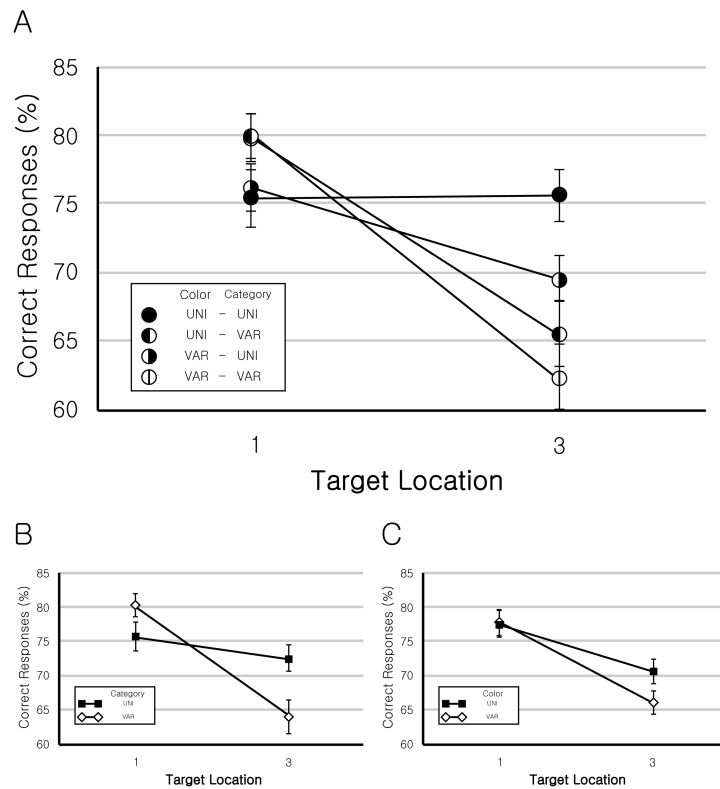 A
Correct Responses (%)
85
80
75
70
65
60
Color Category
UNI – UNI
UNI – VAR
VAR – UNI
VAR – VAR
1 3
Target Location
B
Correct Responses (%)
85
80
75
70
65
60
Category
UNI
VAR
1 3
Target Location
C
Correct Responses (%)
85
80
75
70
65
60
Color
UNI
VAR
1 3
Target Location